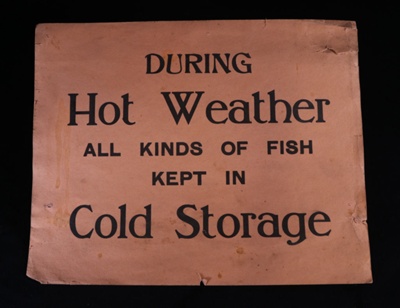 DURING
Hot Weather
ALL KINDS OF FISH
KEPT IN
Cold Storage